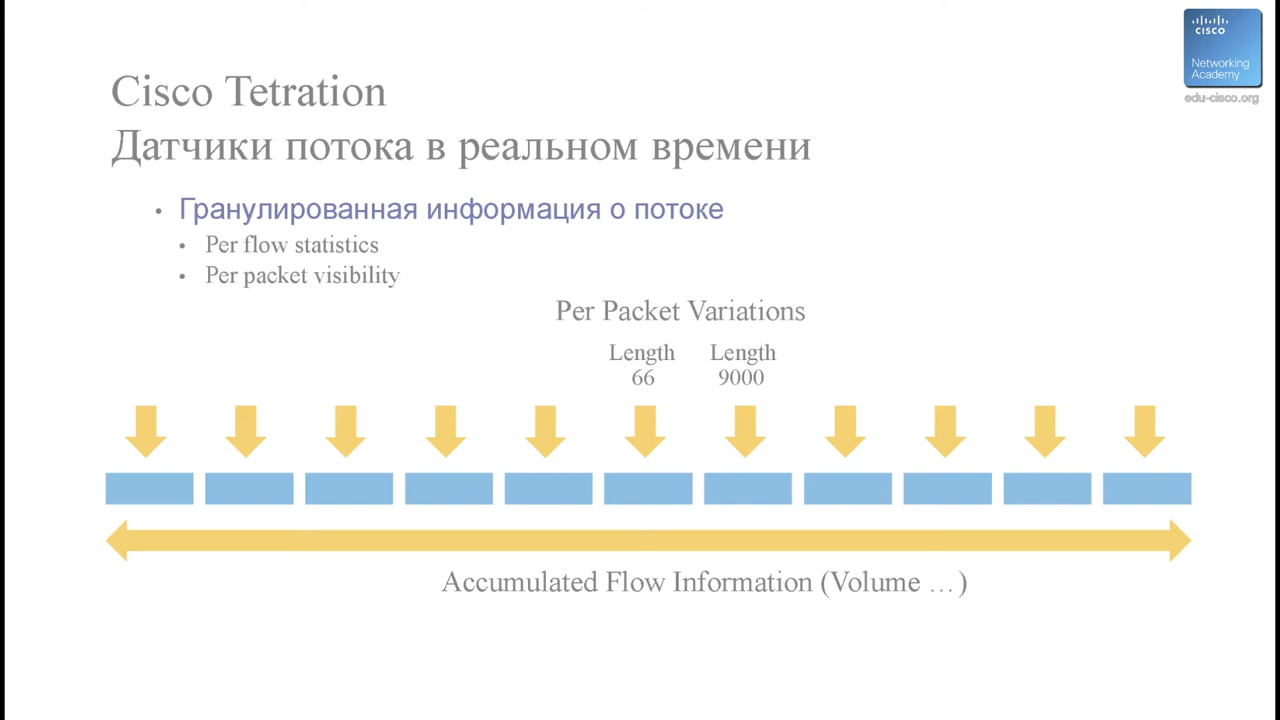 CISCO
Networking
Academy
edu-cisco.org
Cisco Tetration
Датчики потока в реальном времени
• Гранулированная информация о потоке
• Per flow statistics
• Per packet visibility
Per Packet Variations
Length Length
66 9000
Accumulated Flow Information (Volume …)